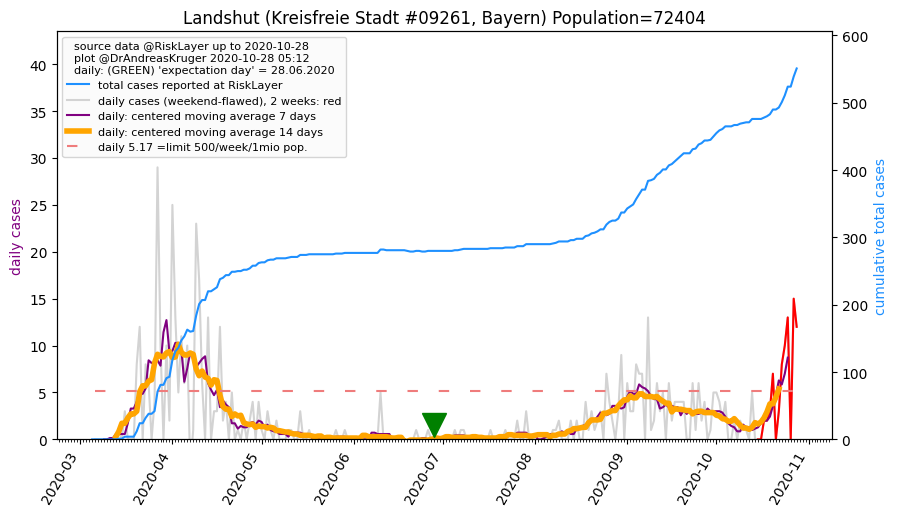 Landshut (Kreisfreie Stadt #09261, Bayern) Population=72404
source data @RiskLayer up to 2020-10-28
plot @DrAndreasKruger 2020-10-28 05:12
daily: (GREEN) 'expectation day' = 28.06.2020
total cases reported at RiskLayer
daily cases (weekend-flawed), 2 weeks: red
daily: centered moving average 7 days
daily: centered moving average 14 days
daily 5.17 =limit 500/week/1mio pop.
daily cases
40
35
30
25
20
15
10
5
0
600
500
400
300
200
100
0
cumulative total cases
2020-03
2020-04
2020-05
2020-06
2020-07
2020-08
2020-09
2020-10
2020-11